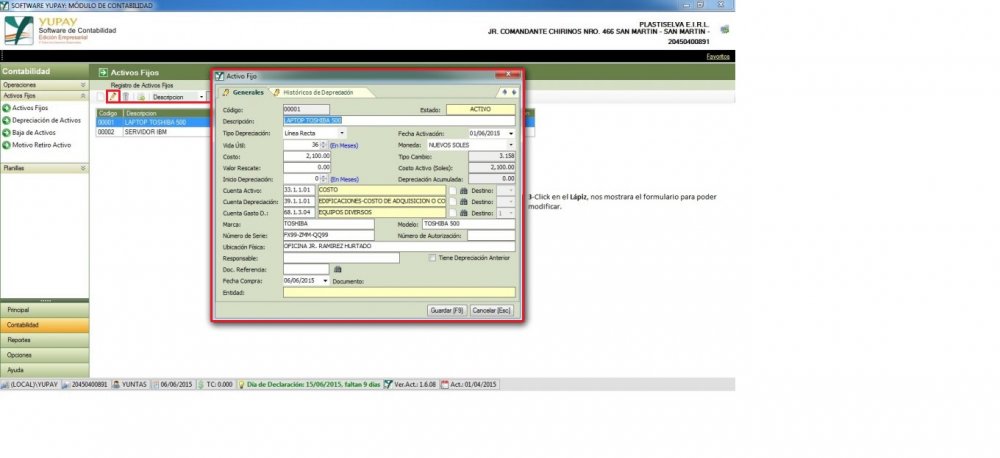 SOFTWARE YUPAY: MÓDULO DE CONTABILIDAD
YUPAY
Software de Contabilidad
Edición Empresarial
PLASTISELVA E.I.R.L.
JR. COMANDANTE CHIRINOS NRO. 466 SAN MARTIN - SAN MARTIN -
20450400891
Favoritos
Contabilidad
Activos Fijos
Operaciones
Registro de Activos Fijos
Activos Fijos
Descripcion
Activos Fijos
Depreciación de Activos
Baja de Activos
Motivo Retiro Activo
Planillas
Codigo Descripcion
00001 LAPTOP TOSHIBA 500
00002 SERVIDOR IBM
Activo Fijo
Generales Históricos de Depreciación
Código: 00001 Estado: ACTIVO
Descripción: LAPTOP TOSHIBA 500
Tipo Depreciación: Línea Recta Fecha Activación: 01/06/2015
Vida Útil: 36 (En Meses) Moneda: NUEVOS SOLES
Costo: 2,100.00 Tipo Cambio: 3.158
Valor Rescate: 0.00 Costo Activo (Soles): 2,100.00
Inicio Depreciación: 0 (En Meses) Depreciación Acumulada: 0.00
Cuenta Activo: 33.1.1.01 COSTO Destino:
Cuenta Depreciación: 39.1.1.01 EDIFICACIONES-COSTO DE ADQUISICION O CO Destino:
Cuenta Gasto D.: 68.1.3.04 EQUIPOS DIVERSOS Destino: 1
Marca: TOSHIBA Modelo: TOSHIBA 500
Número de Serie: FX99-ZMM-QQ99 Número de Autorización:
Ubicación Física: OFICINA JR. RAMIREZ HURTADO
Responsable: Tiene Depreciación Anterior
Doc. Referencia:
Fecha Compra: 06/06/2015 Documento:
Entidad:
Guardar [F9] Cancelar [Esc]
3-Click en el Lápiz, nos mostrara el formulario para poder
modificar.
Principal
Contabilidad
Reportes
Opciones
Ayuda
(LOCAL)\YUPAY 20450400891 YUNTAS 06/06/2015 TC: 0.000 Día de Declaración: 15/06/2015, faltan 9 días Ver.Act.: 1.6.08 Act.: 01/04/2015